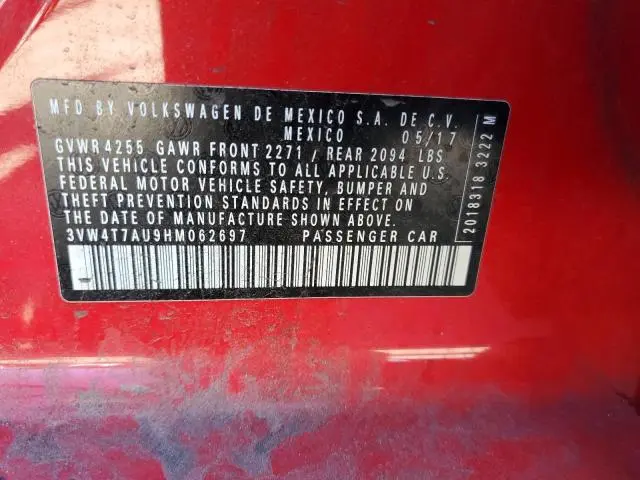 MFD BY VOLKSWAGEN DE MEXICO S.A. DE C.V.
MEXICO 05/17
GVWR4255 GAWR FRONT 2271 / REAR 2094 LBS
THIS VEHICLE CONFORMS TO ALL APPLICABLE U.S.
FEDERAL MOTOR VEHICLE SAFETY, BUMPER AND
THEFT PREVENTION STANDARDS IN EFFECT ON
THE DATE OF MANUFACTURE SHOWN ABOVE.
3VW4T7AU9HM062697 PASSENGER CAR
2018318 3222 M